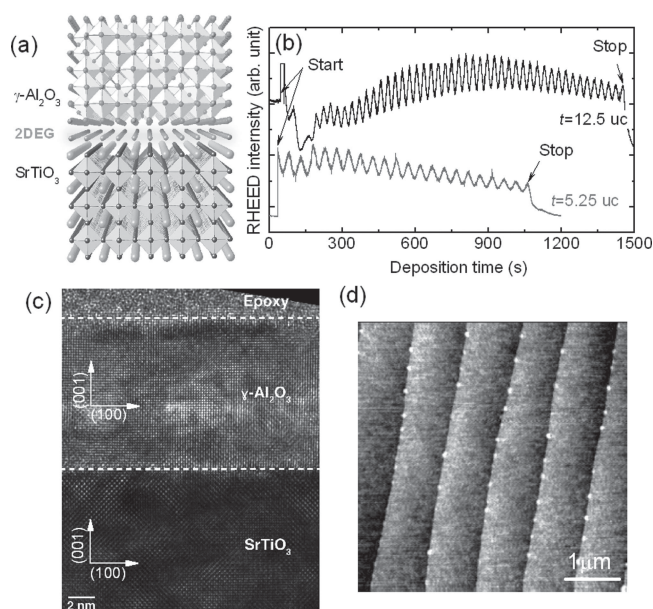 (a)
γ-Al₂O₃
2DEG
SrTiO₃
(b)
RHEED internsity (arb. unit)
Start
Stop
t=12.5 uc
Stop
t=5.25 uc
0 300 600 900 1200 1500
Deposition time (s)
(c)
Epoxy
(001)
(100)
γ-Al₂O₃
(001)
(100)
SrTiO₃
2 nm
(d)
1μm